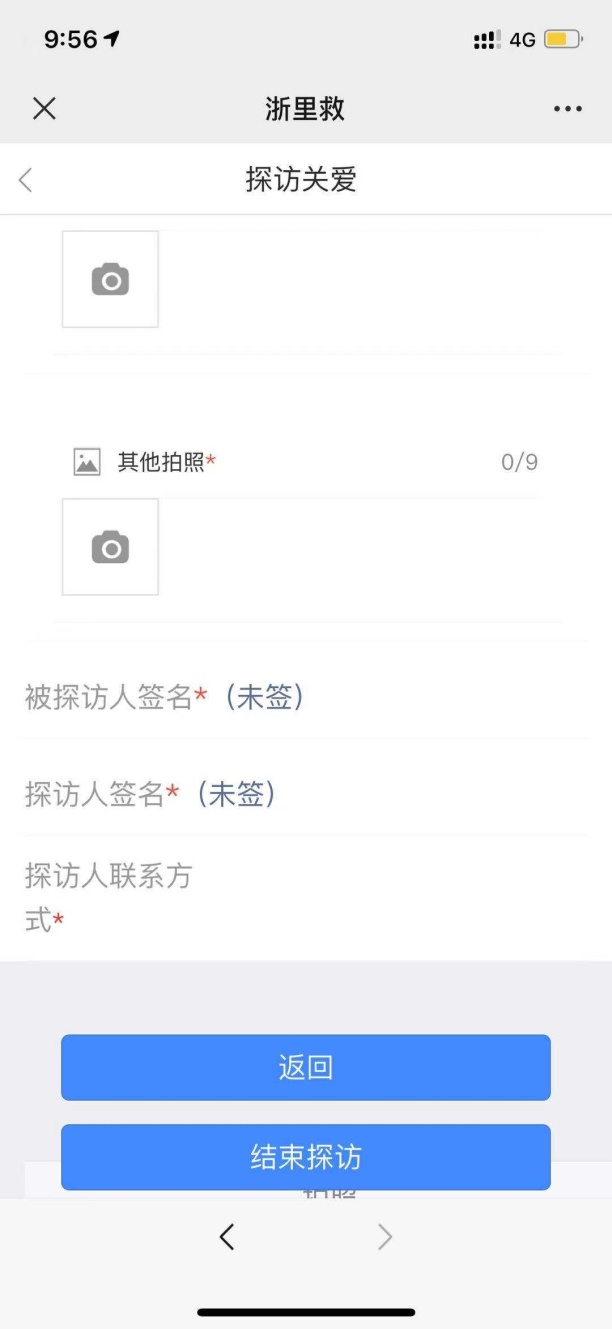 9:56
4G
浙里救
探访关爱
其他拍照*
0/9
被探访人签名*（未签）
探访人签名*（未签）
探访人联系方
式*
返回
结束探访
拍照